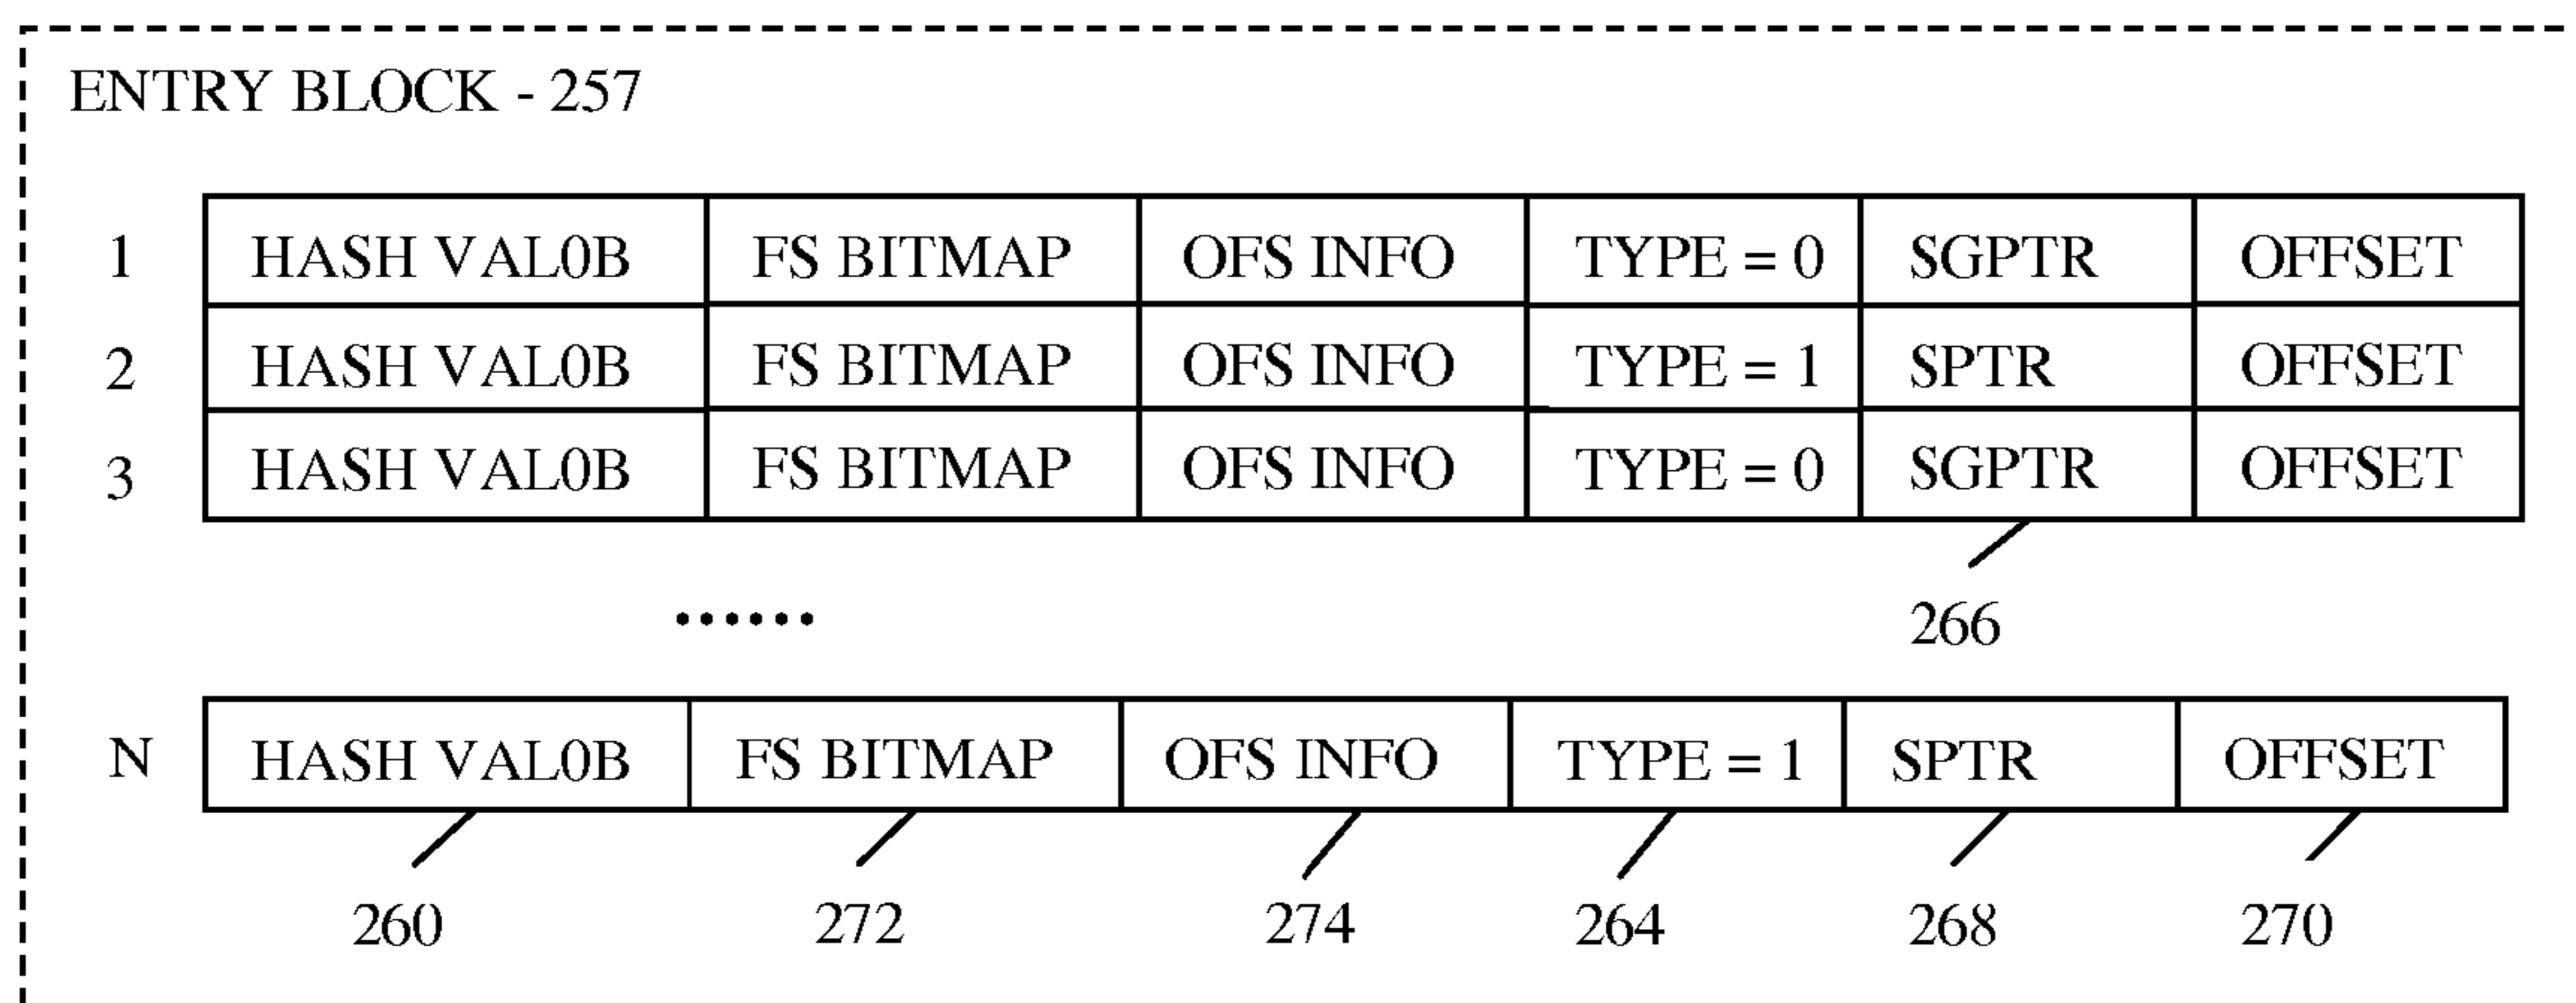 ENTRY BLOCK - 257
1 HASH VAL0B FS BITMAP OFS INFO TYPE = 0 SGPTR OFFSET
2 HASH VAL0B FS BITMAP OFS INFO TYPE = 1 SPTR OFFSET
3 HASH VAL0B FS BITMAP OFS INFO TYPE = 0 SGPTR OFFSET
266
......
N HASH VAL0B FS BITMAP OFS INFO TYPE = 1 SPTR OFFSET
260 272 274 264 268 270